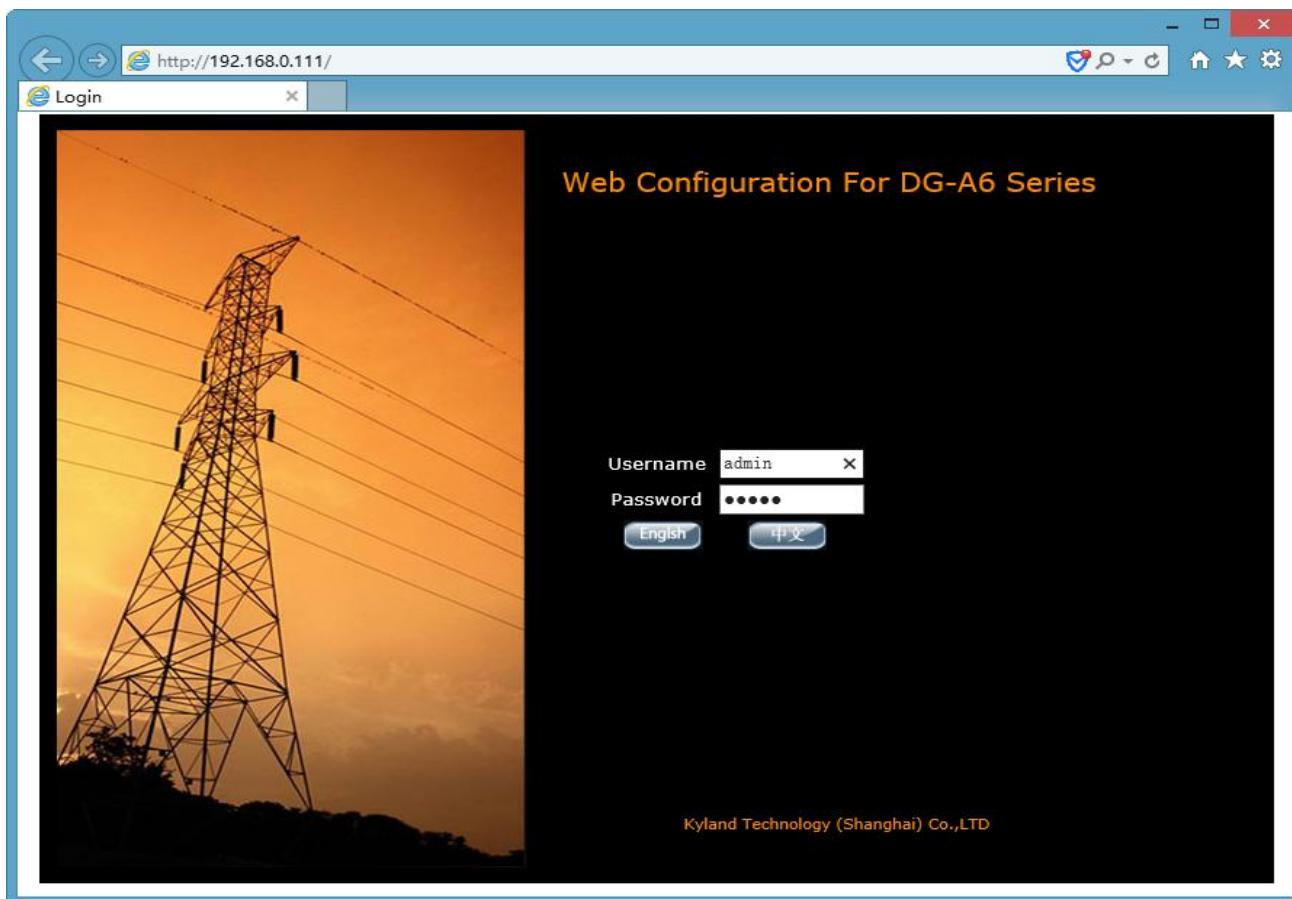 http://192.168.0.111/
Login
Web Configuration For DG-A6 Series
Username admin
Password •••••
Englsh 中文
Kyland Technology (Shanghai) Co.,LTD